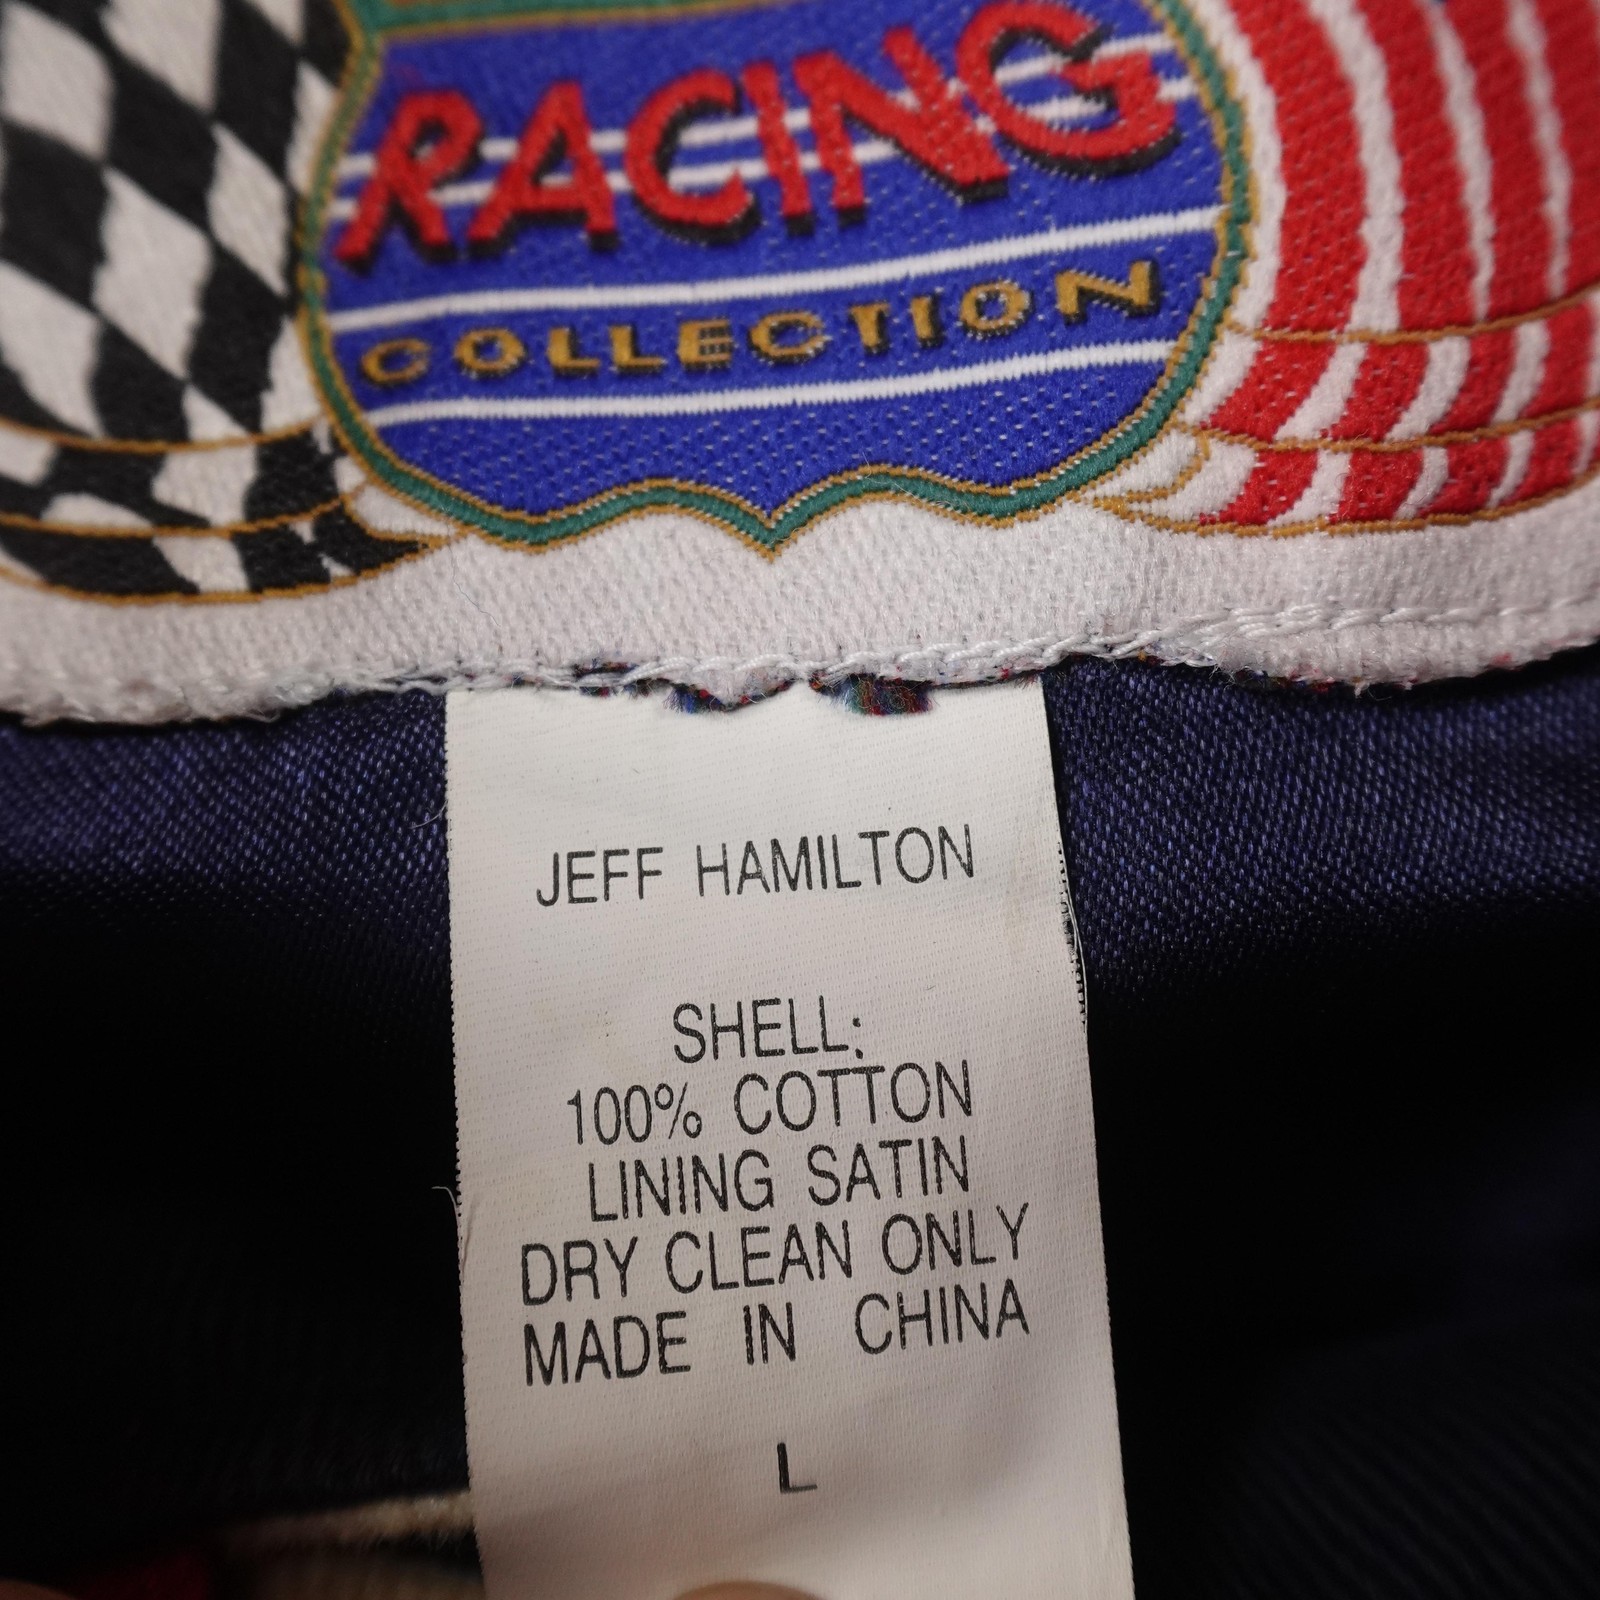 RACING
COLLECTION
JEFF HAMILTON
SHELL:
100% COTTON
LINING SATIN
DRY CLEAN ONLY
MADE IN CHINA
L